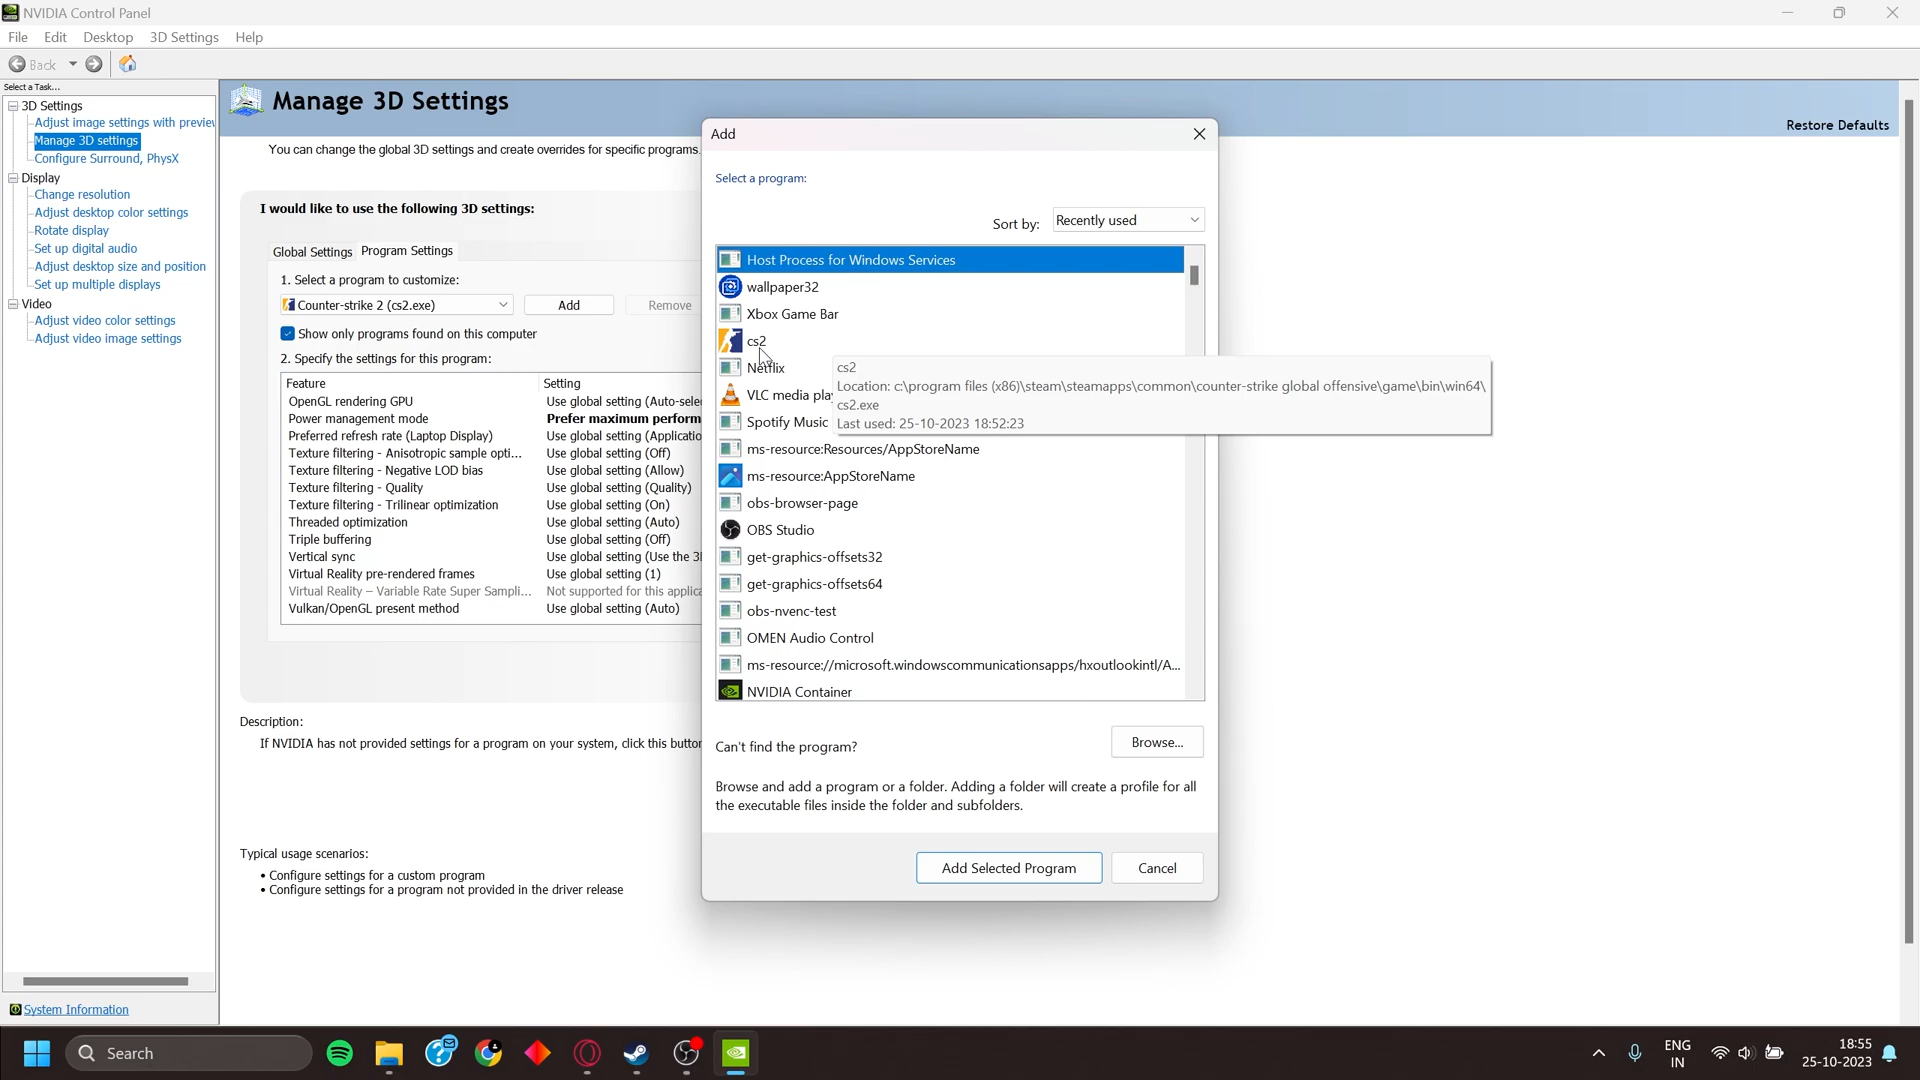 NVIDIA Control Panel
File Edit Desktop 3D Settings Help
Back
Select a Task...
3D Settings
Adjust image settings with preview
Manage 3D settings
Configure Surround, PhysX
Display
Change resolution
Adjust desktop color settings
Rotate display
Set up digital audio
Adjust desktop size and position
Set up multiple displays
Video
Adjust video color settings
Adjust video image settings
System Information
Manage 3D Settings
Restore Defaults
You can change the global 3D settings and create overrides for specific programs.
I would like to use the following 3D settings:
Global Settings Program Settings
1. Select a program to customize:
Counter-strike 2 (cs2.exe) Add Remove
Show only programs found on this computer
2. Specify the settings for this program:
Feature Setting
OpenGL rendering GPU Use global setting (Auto-sele
Power management mode Prefer maximum perform
Preferred refresh rate (Laptop Display) Use global setting (Applicatio
Texture filtering - Anisotropic sample opti... Use global setting (Off)
Texture filtering - Negative LOD bias Use global setting (Allow)
Texture filtering - Quality Use global setting (Quality)
Texture filtering - Trilinear optimization Use global setting (On)
Threaded optimization Use global setting (Auto)
Triple buffering Use global setting (Off)
Vertical sync Use global setting (Use the 3
Virtual Reality pre-rendered frames Use global setting (1)
Virtual Reality – Variable Rate Super Sampli... Not supported for this applica
Vulkan/OpenGL present method Use global setting (Auto)
Description:
If NVIDIA has not provided settings for a program on your system, click this button
Typical usage scenarios:
• Configure settings for a custom program
• Configure settings for a program not provided in the driver release
Add
Select a program:
Sort by: Recently used
Host Process for Windows Services
wallpaper32
Xbox Game Bar
cs2
Netflix
VLC media play
Spotify Music
ms-resource:Resources/AppStoreName
ms-resource:AppStoreName
obs-browser-page
OBS Studio
get-graphics-offsets32
get-graphics-offsets64
obs-nvenc-test
OMEN Audio Control
ms-resource://microsoft.windowscommunicationsapps/hxoutlookintl/A...
NVIDIA Container
cs2
Location: c:\program files (x86)\steam\steamapps\common\counter-strike global offensive\game\bin\win64\
cs2.exe
Last used: 25-10-2023 18:52:23
Can't find the program? Browse...
Browse and add a program or a folder. Adding a folder will create a profile for all
the executable files inside the folder and subfolders.
Add Selected Program Cancel
Search
ENG
IN
18:55
25-10-2023